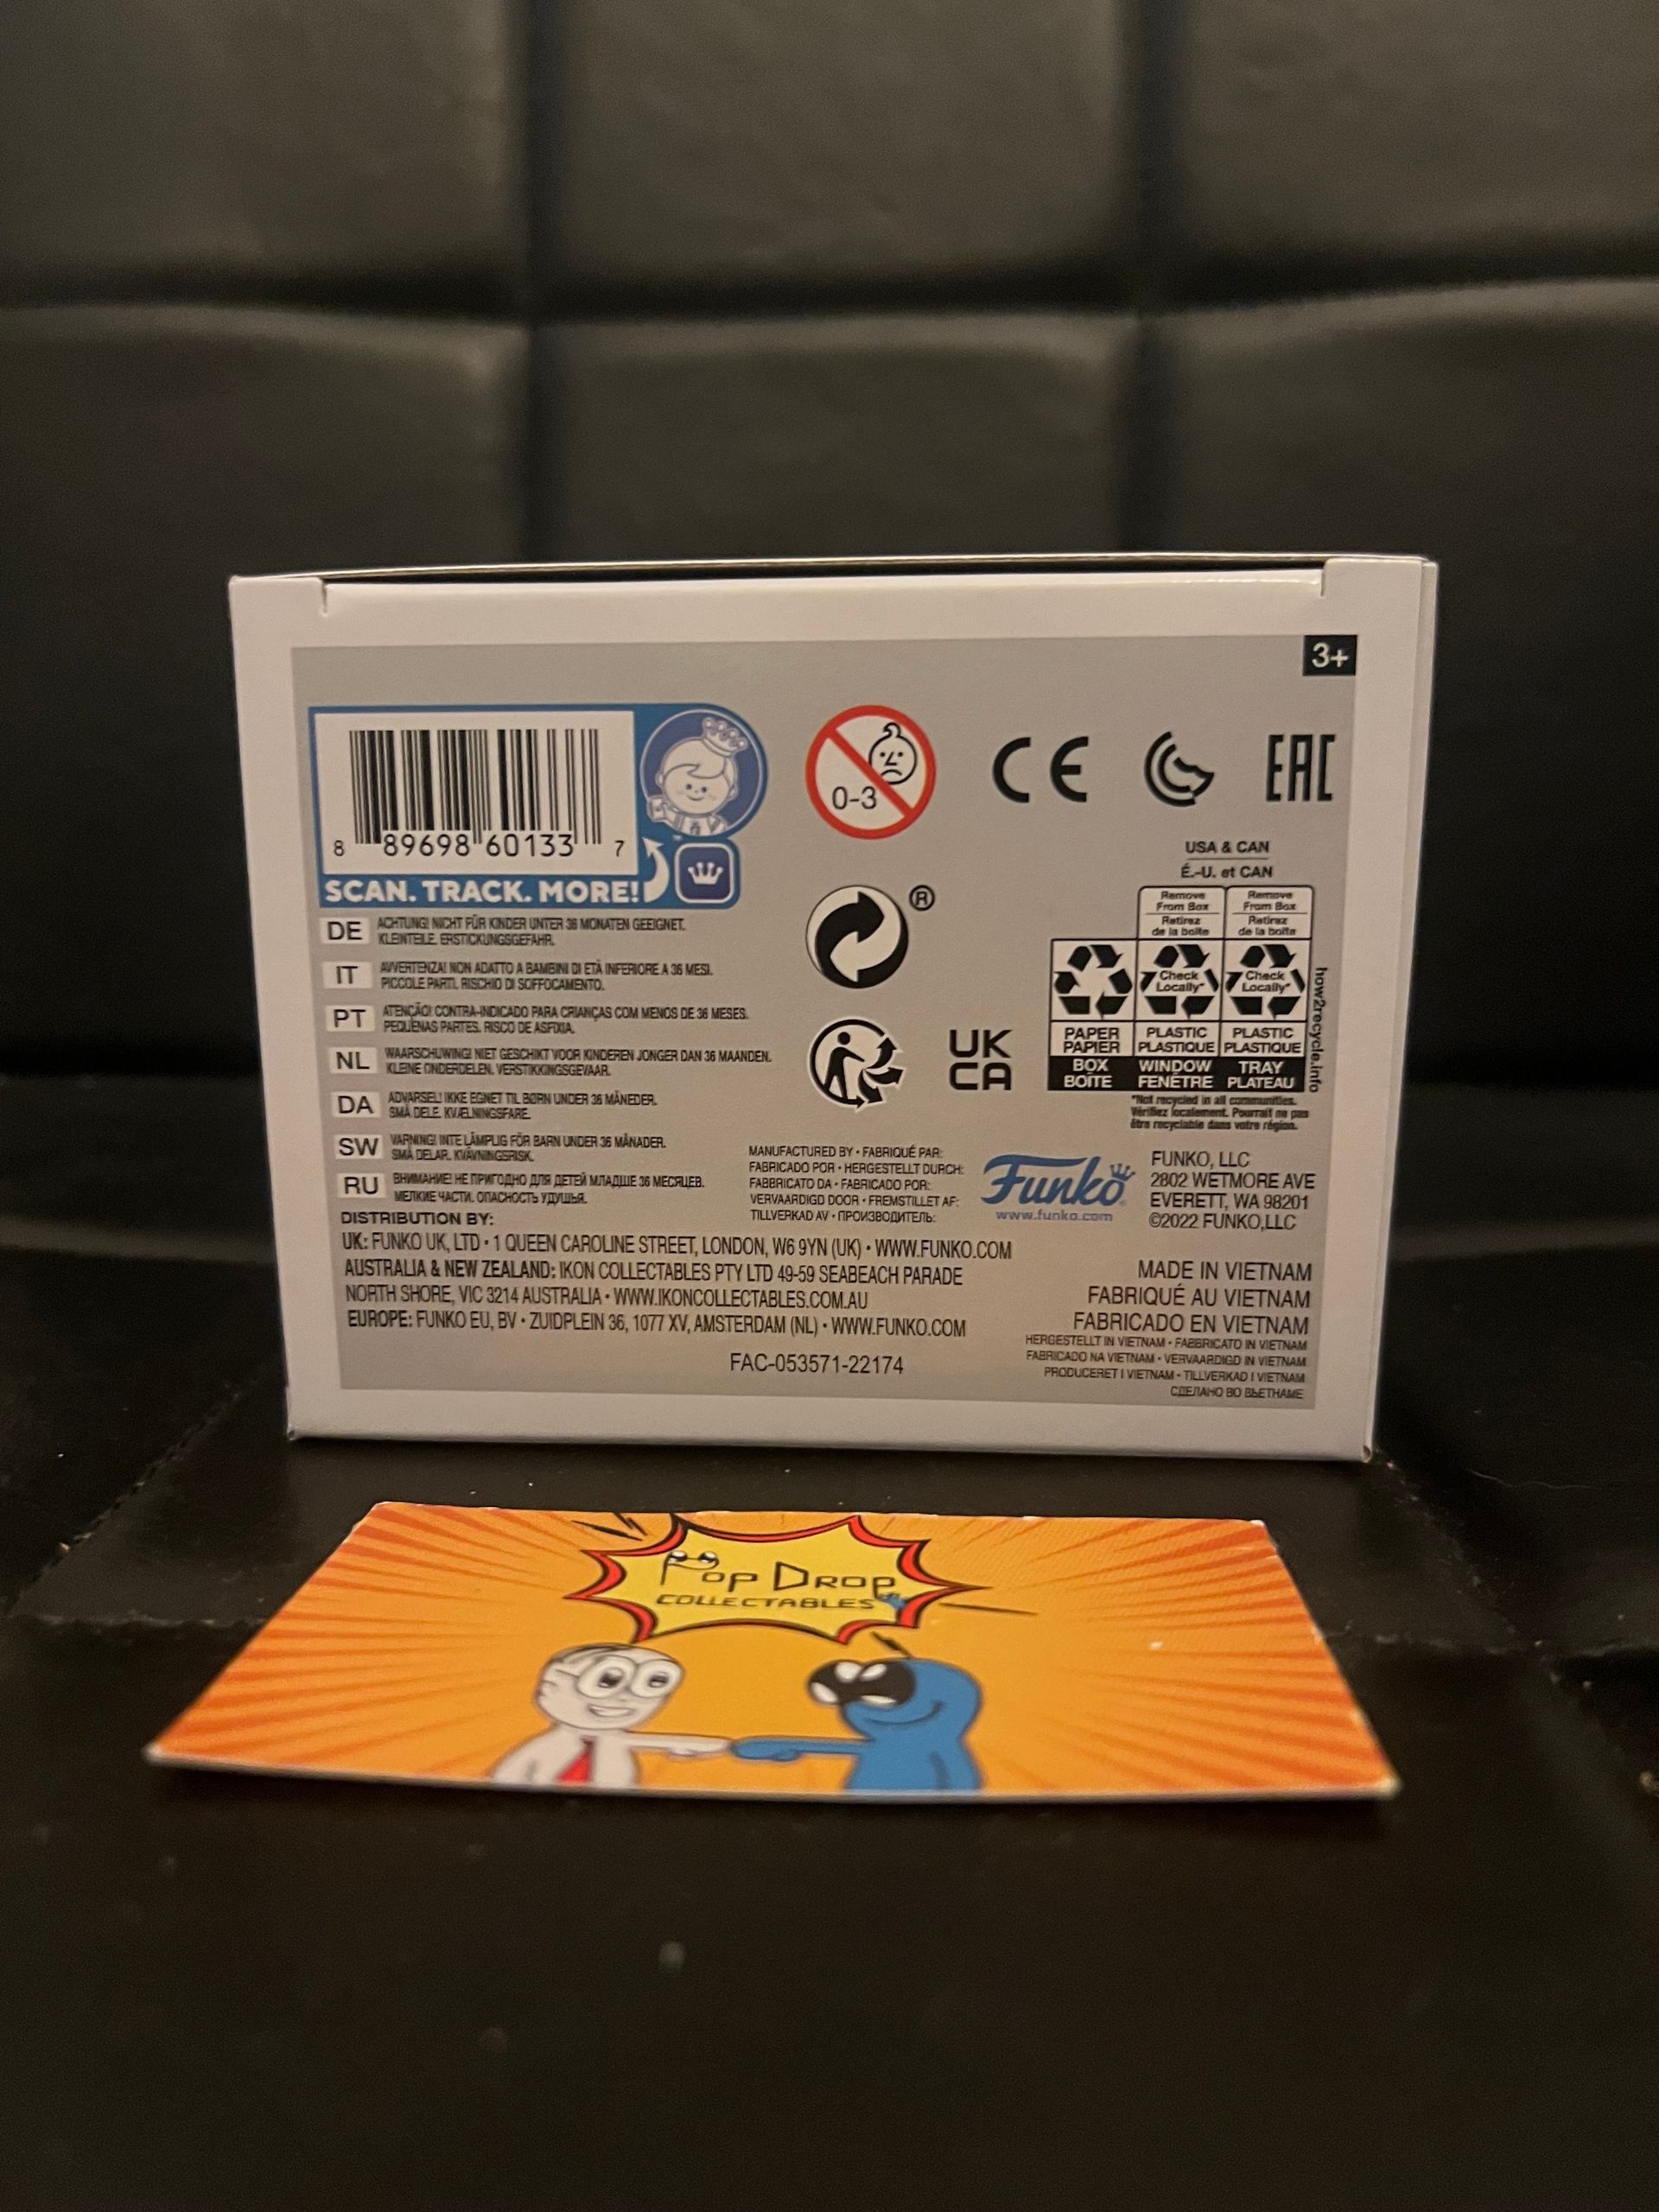 3+
8 89698 60133 7
SCAN. TRACK. MORE!
0-3
CE
EAC
USA & CAN
É.-U. et CAN
Remove
From Box
Retirez
de la boîte
Remove
From Box
Retirez
de la boîte
Check
Locally*
Check
Locally*
PAPER
PAPIER
PLASTIC
PLASTIQUE
PLASTIC
PLASTIQUE
BOX
BOÎTE
WINDOW
FENÊTRE
TRAY
PLATEAU
how2recycle.info
*Not recycled in all communities.
Vérifiez localement. Pourrait ne pas
être recyclable dans votre région.
®
UK
CA
DE ACHTUNG! NICHT FÜR KINDER UNTER 36 MONATEN GEEIGNET.
KLEINTEILE. ERSTICKUNGSGEFAHR.
IT AVVERTENZA! NON ADATTO A BAMBINI DI ETÀ INFERIORE A 36 MESI.
PICCOLE PARTI. RISCHIO DI SOFFOCAMENTO.
PT ATENÇÃO! CONTRA-INDICADO PARA CRIANÇAS COM MENOS DE 36 MESES.
PEQUENAS PARTES. RISCO DE ASFIXIA.
NL WAARSCHUWING! NIET GESCHIKT VOOR KINDEREN JONGER DAN 36 MAANDEN.
KLEINE ONDERDELEN. VERSTIKKINGSGEVAAR.
DA ADVARSEL! IKKE EGNET TIL BØRN UNDER 36 MÅNEDER.
SMÅ DELE. KVÆLNINGSFARE.
SW VARNING! INTE LÄMPLIG FÖR BARN UNDER 36 MÅNADER.
SMÅ DELAR. KVÄVNINGSRISK.
RU ВНИМАНИЕ! НЕ ПРИГОДНО ДЛЯ ДЕТЕЙ МЛАДШЕ 36 МЕСЯЦЕВ.
МЕЛКИЕ ЧАСТИ. ОПАСНОСТЬ УДУШЬЯ.
MANUFACTURED BY • FABRIQUÉ PAR:
FABRICADO POR • HERGESTELLT DURCH:
FABBRICATO DA • FABRICADO POR:
VERVAARDIGD DOOR • FREMSTILLET AF:
TILLVERKAD AV • ПРОИЗВОДИТЕЛЬ:
Funko
www.funko.com
FUNKO, LLC
2802 WETMORE AVE
EVERETT, WA 98201
©2022 FUNKO,LLC
DISTRIBUTION BY:
UK: FUNKO UK, LTD • 1 QUEEN CAROLINE STREET, LONDON, W6 9YN (UK) • WWW.FUNKO.COM
AUSTRALIA & NEW ZEALAND: IKON COLLECTABLES PTY LTD 49-59 SEABEACH PARADE
NORTH SHORE, VIC 3214 AUSTRALIA • WWW.IKONCOLLECTABLES.COM.AU
EUROPE: FUNKO EU, BV • ZUIDPLEIN 36, 1077 XV, AMSTERDAM (NL) • WWW.FUNKO.COM
FAC-053571-22174
MADE IN VIETNAM
FABRIQUÉ AU VIETNAM
FABRICADO EN VIETNAM
HERGESTELLT IN VIETNAM • FABBRICATO IN VIETNAM
FABRICADO NA VIETNAM • VERVAARDIGD IN VIETNAM
PRODUCERET I VIETNAM • TILLVERKAD I VIETNAM
СДЕЛАНО ВО ВЬЕТНАМЕ
POP DROP
COLLECTABLES